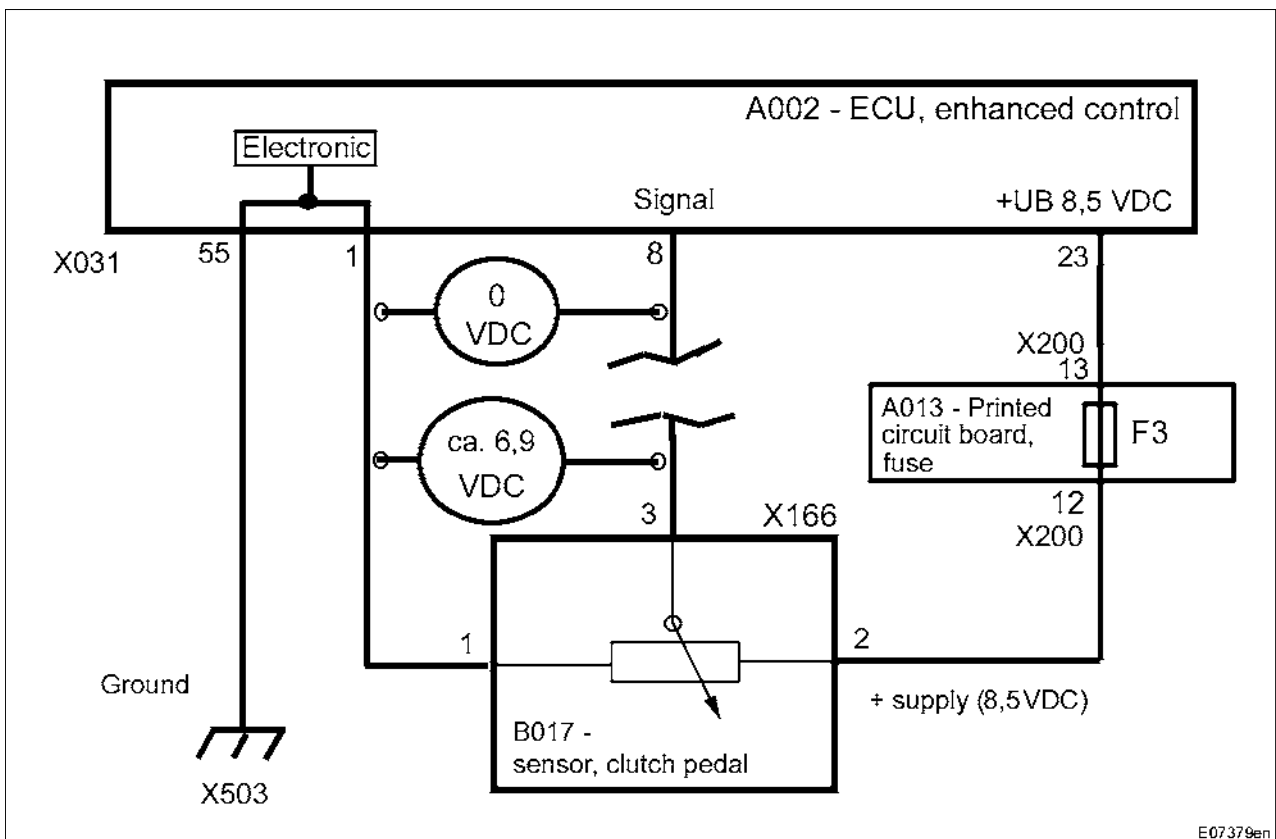 A002 - ECU, enhanced control
Electronic
Signal
+UB 8,5 VDC
X031
55
1
8
23
0
VDC
X200
13
A013 - Printed
circuit board,
fuse
F3
ca. 6,9
VDC
12
X200
3
X166
1
2
Ground
+ supply (8,5VDC)
B017 -
sensor, clutch pedal
X503
E07379en